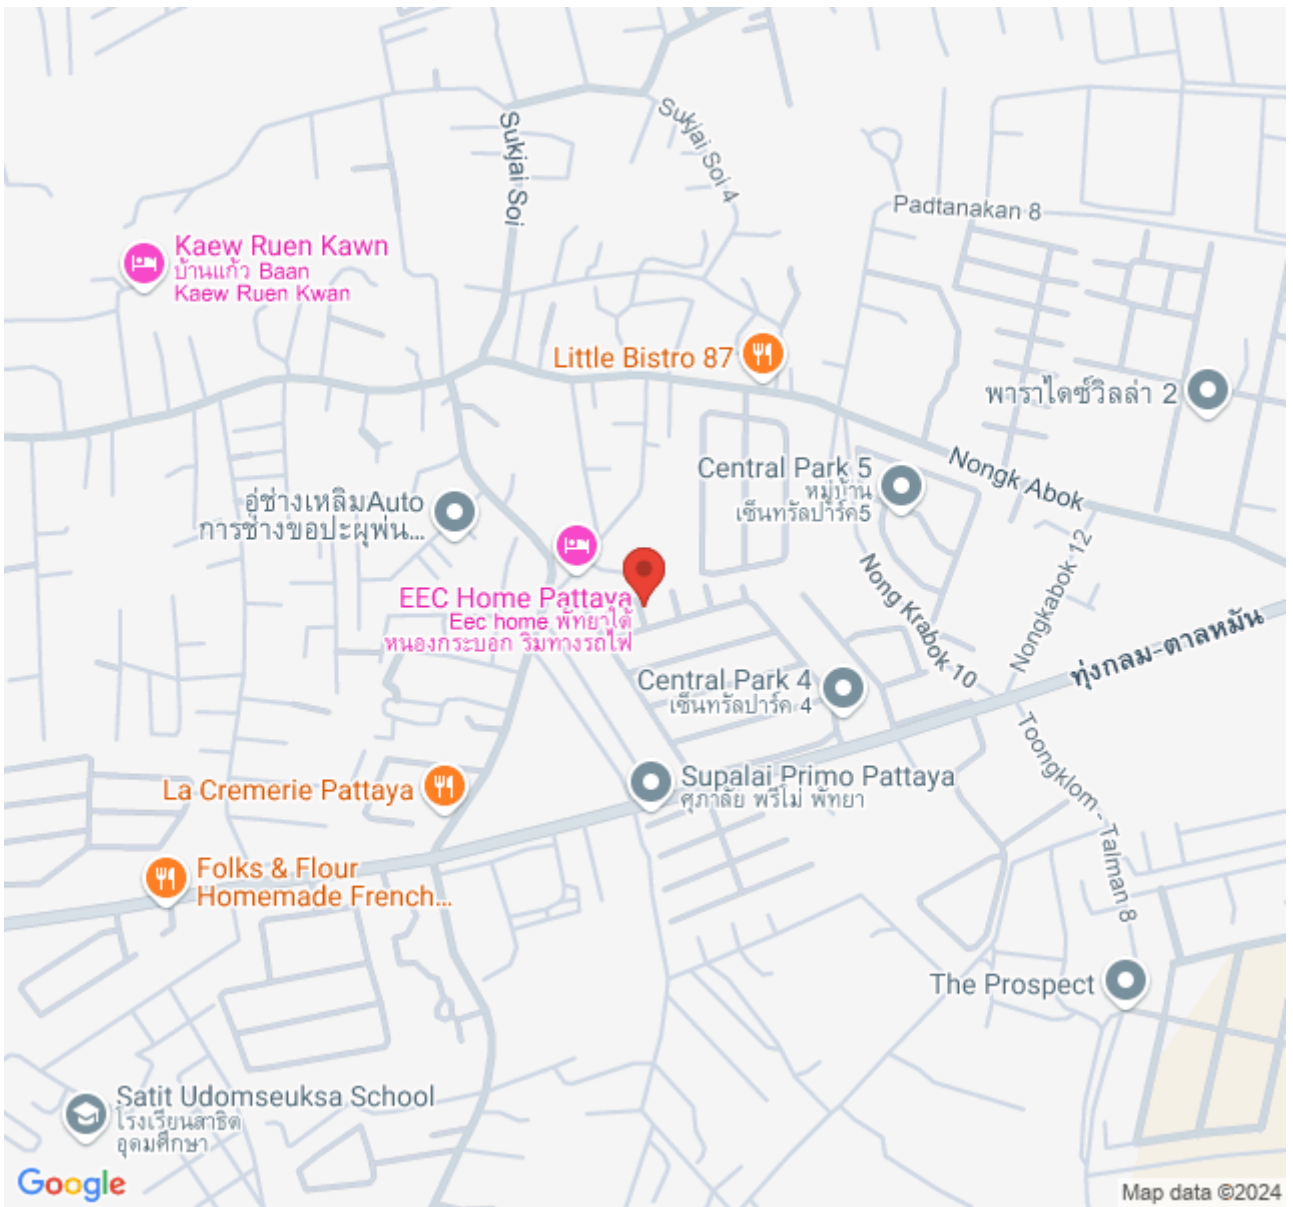 Sukjai Soi
Sukjai Soi 4
Padtanakan 8
Kaew Ruen Kawn
บ้านแก้ว Baan
Kaew Ruen Kwan
Little Bistro 87
พาราไดซ์วิลล่า 2
Nongk Abok
Central Park 5
หมู่บ้าน
เซ็นทรัลปาร์ค5
อู่ช่างเหลิมAuto
การช่างขอปะผุพ่น...
Nongkabok 12
Nong Krabok 10
EEC Home Pattaya
Eec home พัทยาใต้
หนองกระบอก ริมทางรถไฟ
ทุ่งกลม-ตาลหมัน
Central Park 4
เซ็นทรัลปาร์ค 4
Toongklom - Talman 8
Supalai Primo Pattaya
ศุภาลัย พรีโม่ พัทยา
La Cremerie Pattaya
Folks & Flour
Homemade French...
The Prospect
Satit Udomseuksa School
โรงเรียนสาธิต
อุดมศึกษา
Google
Map data ©2024